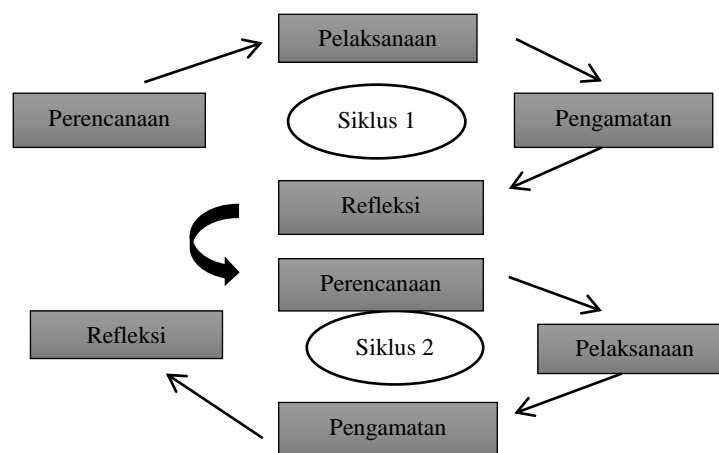 Pelaksanaan
Perencanaan
Siklus 1
Pengamatan
Refleksi
Perencanaan
Refleksi
Siklus 2
Pelaksanaan
Pengamatan